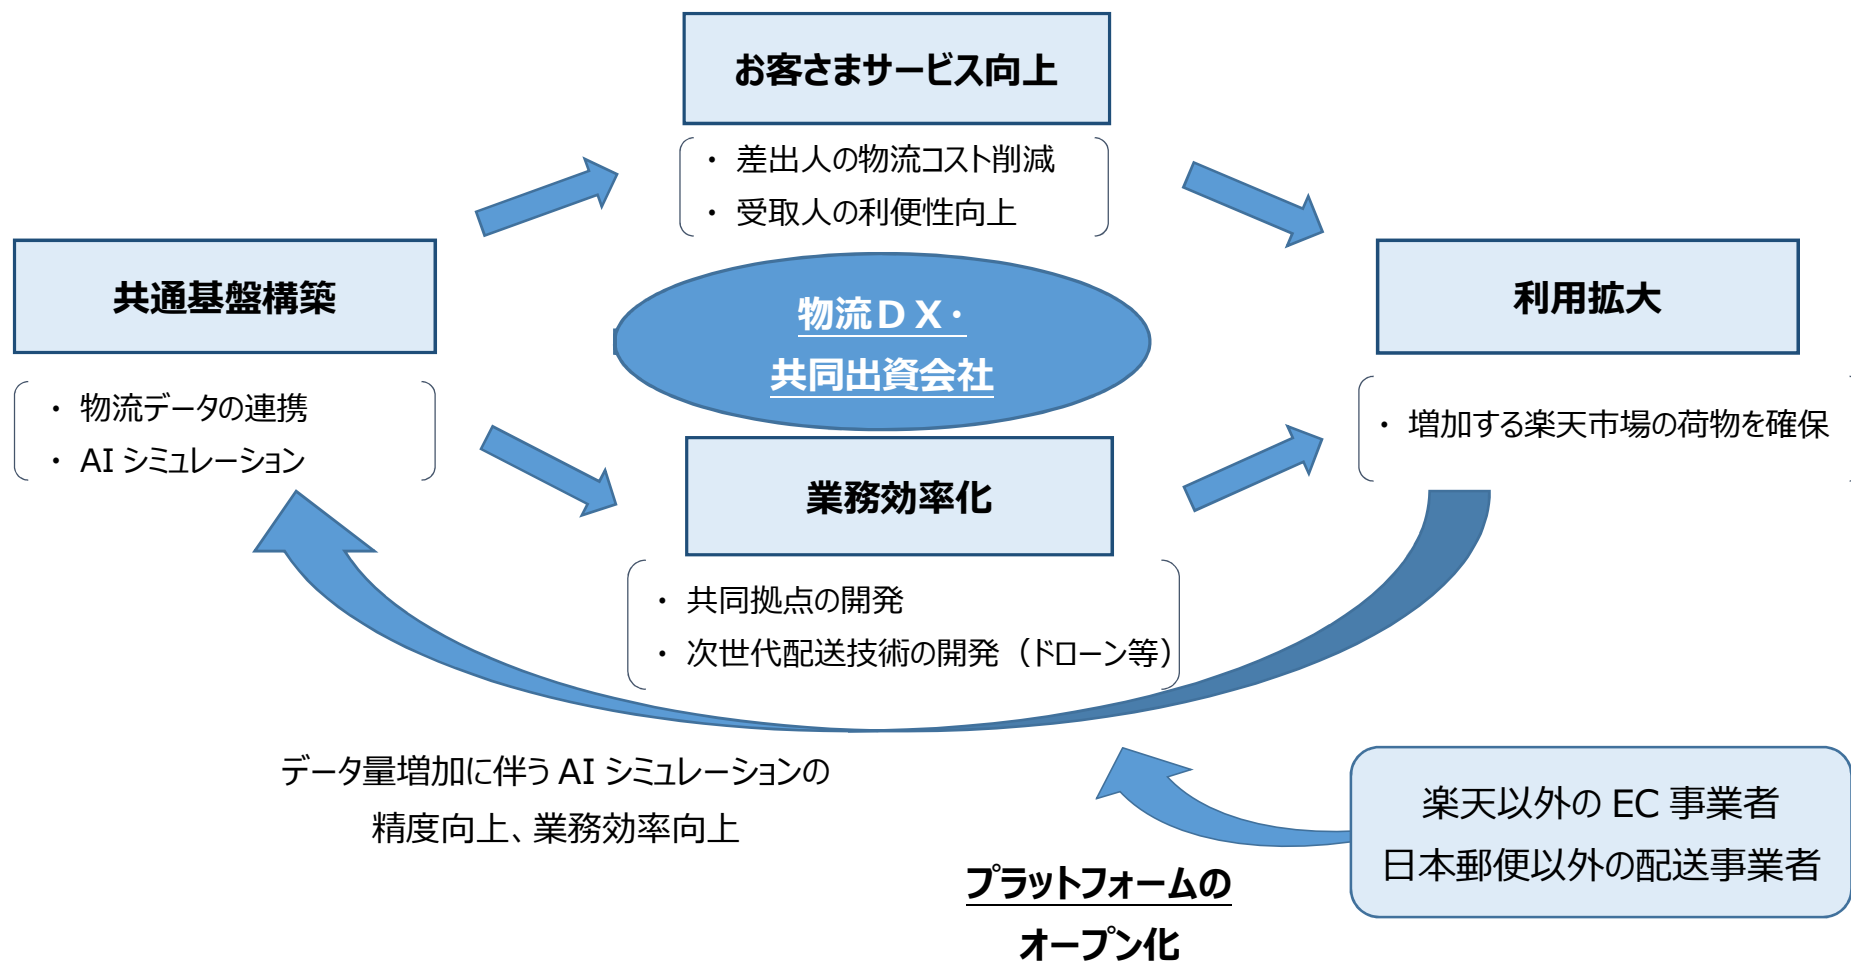 お客さまサービス向上
・ 差出人の物流コスト削減
・ 受取人の利便性向上
共通基盤構築
・ 物流データの連携
・ AI シミュレーション
物流ＤＸ・
共同出資会社
利用拡大
・ 増加する楽天市場の荷物を確保
業務効率化
・ 共同拠点の開発
・ 次世代配送技術の開発（ドローン等）
データ量増加に伴う AI シミュレーションの
精度向上、業務効率向上
楽天以外の EC 事業者
日本郵便以外の配送事業者
プラットフォームの
オープン化